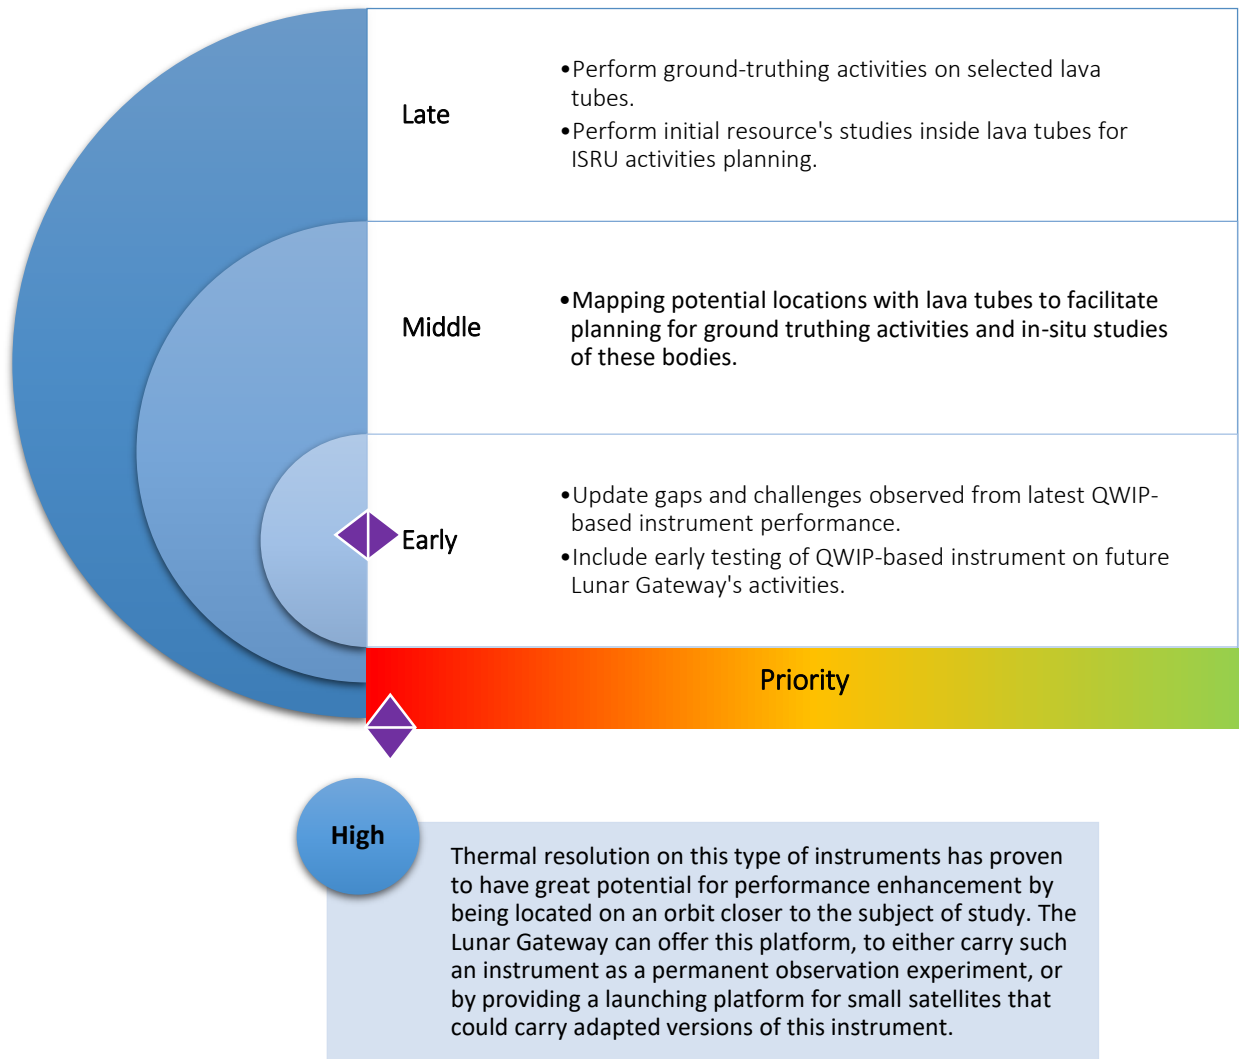 Late
•Perform ground-truthing activities on selected lava
tubes.
•Perform initial resource's studies inside lava tubes for
ISRU activities planning.
Middle
•Mapping potential locations with lava tubes to facilitate
planning for ground truthing activities and in-situ studies
of these bodies.
Early
•Update gaps and challenges observed from latest QWIP-
based instrument performance.
•Include early testing of QWIP-based instrument on future
Lunar Gateway's activities.
Priority
High
Thermal resolution on this type of instruments has proven
to have great potential for performance enhancement by
being located on an orbit closer to the subject of study. The
Lunar Gateway can offer this platform, to either carry such
an instrument as a permanent observation experiment, or
by providing a launching platform for small satellites that
could carry adapted versions of this instrument.